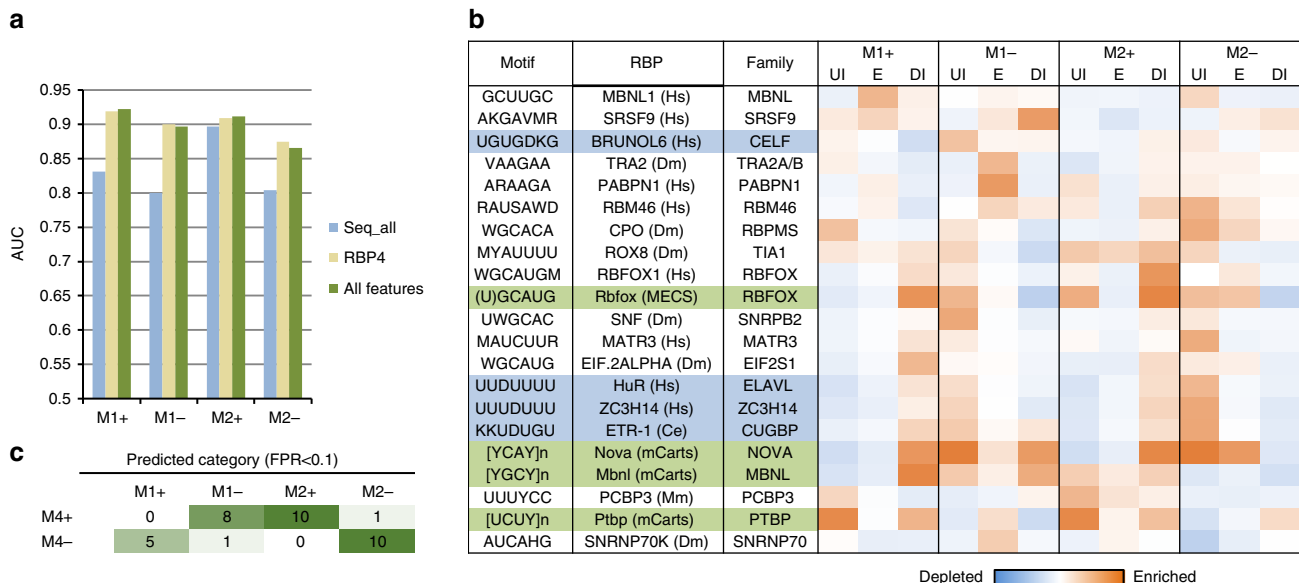 a
0.95
0.9
0.85
0.8
0.75
0.7
0.65
0.6
0.55
0.5
AUC
M1+ M1– M2+ M2–
Seq_all
RBP4
All features
b
Motif RBP Family M1+ M1– M2+ M2–
UI E DI UI E DI UI E DI UI E DI
GCUUGC MBNL1 (Hs) MBNL
AKGAVMR SRSF9 (Hs) SRSF9
UGUGDKG BRUNOL6 (Hs) CELF
VAAGAA TRA2 (Dm) TRA2A/B
ARAAGA PABPN1 (Hs) PABPN1
RAUSAWD RBM46 (Hs) RBM46
WGCACA CPO (Dm) RBPMS
MYAUUUU ROX8 (Dm) TIA1
WGCAUGM RBFOX1 (Hs) RBFOX
(U)GCAUG Rbfox (MECS) RBFOX
UWGCAC SNF (Dm) SNRPB2
MAUCUUR MATR3 (Hs) MATR3
WGCAUG EIF.2ALPHA (Dm) EIF2S1
UUDUUUU HuR (Hs) ELAVL
UUUDUUU ZC3H14 (Hs) ZC3H14
KKUDUGU ETR-1 (Ce) CUGBP
[YCAY]n Nova (mCarts) NOVA
[YGCY]n Mbnl (mCarts) MBNL
UUUYCC PCBP3 (Mm) PCBP3
[UCUY]n Ptbp (mCarts) PTBP
AUCAHG SNRNP70K (Dm) SNRNP70
Depleted Enriched
c
Predicted category (FPR<0.1)
M1+ M1– M2+ M2–
M4+ 0 8 10 1
M4– 5 1 0 10